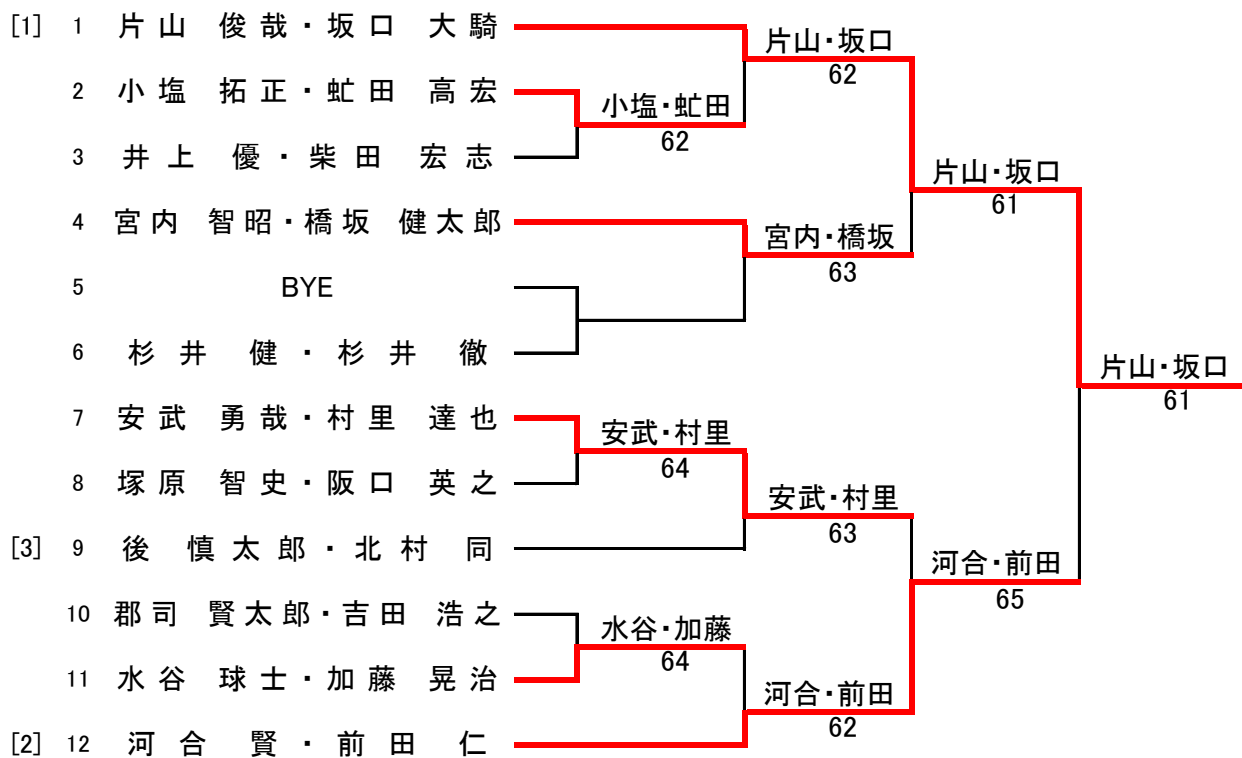 [1] 1 片山 俊哉・坂口 大騎
片山・坂口
62
2 小塩 拓正・虻田 高宏
小塩・虻田
62
3 井上 優・柴田 宏志
片山・坂口
61
4 宮内 智昭・橋坂 健太郎
宮内・橋坂
63
5 BYE
6 杉井 健・杉井 徹
片山・坂口
61
7 安武 勇哉・村里 達也
安武・村里
64
8 塚原 智史・阪口 英之
安武・村里
63
[3] 9 後 慎太郎・北村 同
河合・前田
65
10 郡司 賢太郎・吉田 浩之
水谷・加藤
64
11 水谷 球士・加藤 晃治
河合・前田
62
[2] 12 河合 賢・前田 仁